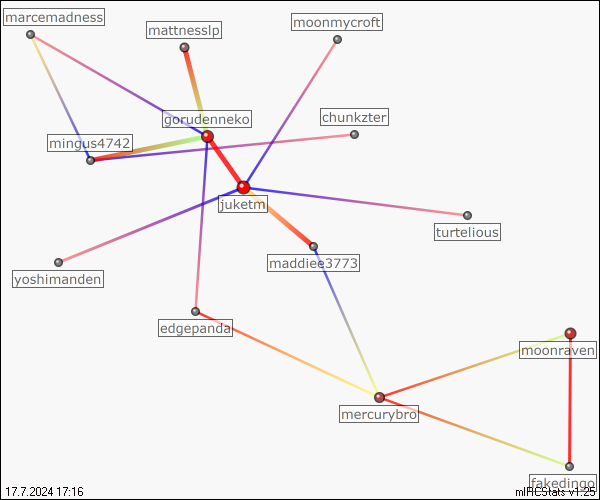 marcemadness
moonmycroft
mattnesslp
gorudenneko
chunkzter
mingus4742
juketm
turtelious
maddiee3773
yoshimanden
edgepanda
moonraven
mercurybro
fakedingo
17.7.2024 17:16
mIRCStats v1.25